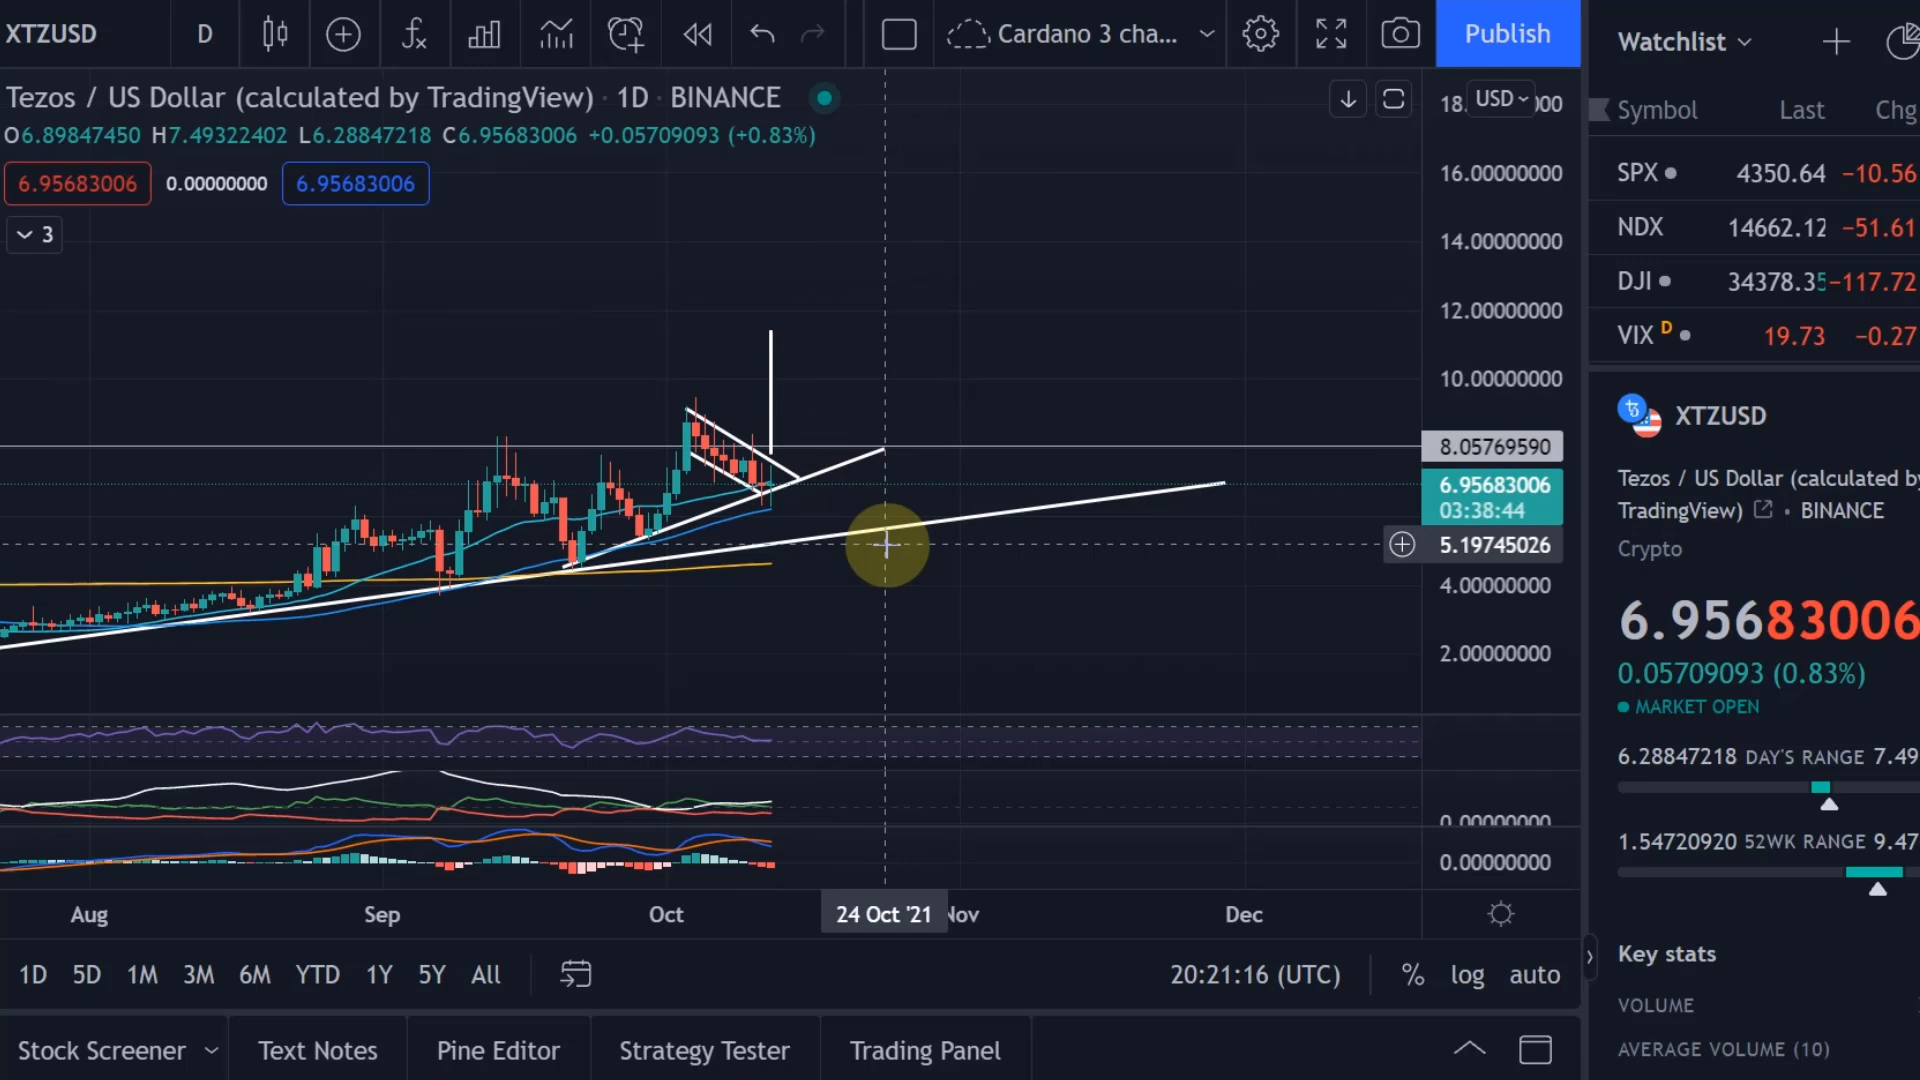 XTZUSD D Cardano 3 cha... Publish
Tezos / US Dollar (calculated by TradingView) · 1D · BINANCE
O6.89847450 H7.49322402 L6.28847218 C6.95683006 +0.05709093 (+0.83%)
6.95683006 0.00000000 6.95683006
3
USD
16.00000000
14.00000000
12.00000000
10.00000000
8.05769590
6.95683006
03:38:44
5.19745026
4.00000000
2.00000000
0.00000000
0.00000000
Aug Sep Oct 24 Oct '21 Nov Dec
1D 5D 1M 3M 6M YTD 1Y 5Y All 20:21:16 (UTC) % log auto
Stock Screener Text Notes Pine Editor Strategy Tester Trading Panel
Watchlist
Symbol Last Chg
SPX 4350.64 −10.56
NDX 14662.12 −51.61
DJI 34378.35 −117.72
VIX D 19.73 −0.27
XTZUSD
Tezos / US Dollar (calculated by
TradingView) • BINANCE
Crypto
6.95683006
0.05709093 (0.83%)
MARKET OPEN
6.28847218 DAY'S RANGE 7.49
1.54720920 52WK RANGE 9.47
Key stats
VOLUME
AVERAGE VOLUME (10)